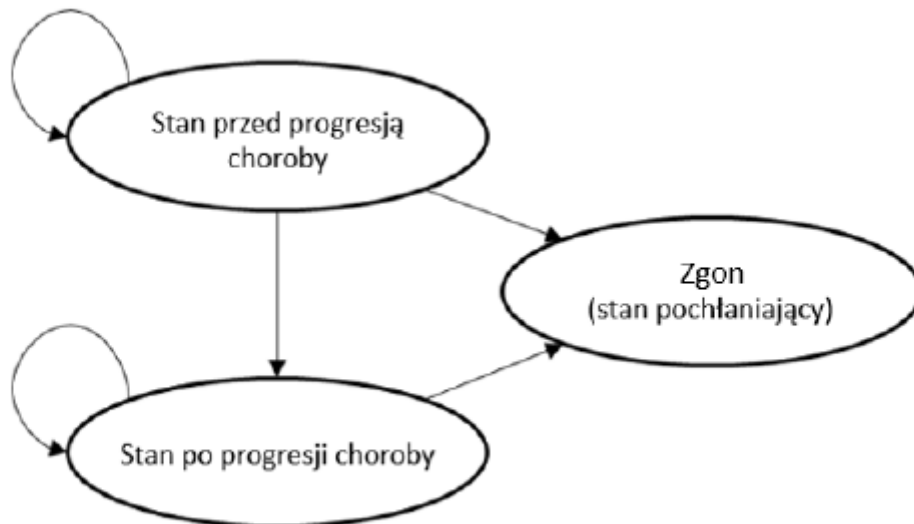 Stan przed progresją
choroby
Zgon
(stan pochłaniający)
Stan po progresji choroby